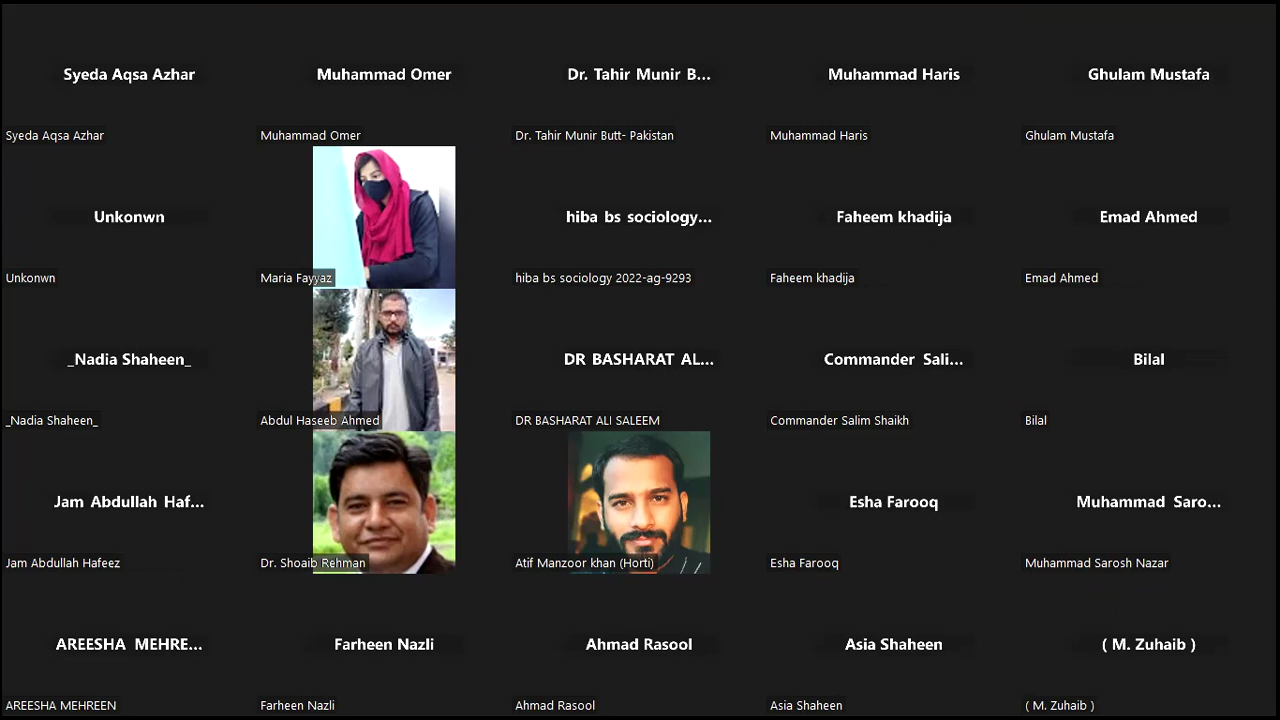 Syeda Aqsa Azhar
Muhammad Omer
Dr. Tahir Munir B...
Muhammad Haris
Ghulam Mustafa
Syeda Aqsa Azhar
Muhammad Omer
Dr. Tahir Munir Butt- Pakistan
Muhammad Haris
Ghulam Mustafa
Unkonwn
hiba bs sociology...
Faheem khadija
Emad Ahmed
Unkonwn
Maria Fayyaz
hiba bs sociology 2022-ag-9293
Faheem khadija
Emad Ahmed
_Nadia Shaheen_
DR BASHARAT AL...
Commander Sali...
Bilal
_Nadia Shaheen_
Abdul Haseeb Ahmed
DR BASHARAT ALI SALEEM
Commander Salim Shaikh
Bilal
Jam Abdullah Haf...
Esha Farooq
Muhammad Saro...
Jam Abdullah Hafeez
Dr. Shoaib Rehman
Atif Manzoor khan (Horti)
Esha Farooq
Muhammad Sarosh Nazar
AREESHA MEHRE...
Farheen Nazli
Ahmad Rasool
Asia Shaheen
( M. Zuhaib )
AREESHA MEHREEN
Farheen Nazli
Ahmad Rasool
Asia Shaheen
( M. Zuhaib )